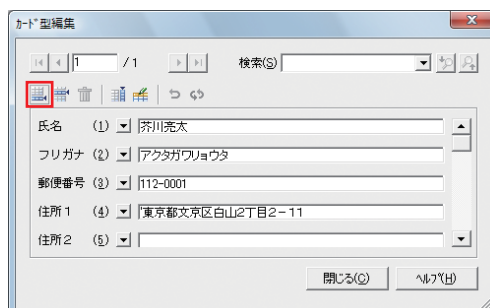 カード型編集
1 / 1 検索(S)
氏名 (1) 芥川亮太
フリガナ (2) アクタガワリョウタ
郵便番号 (3) 112-0001
住所1 (4) 東京都文京区白山2丁目2-11
住所2 (5)
閉じる(C) ヘルプ(H)